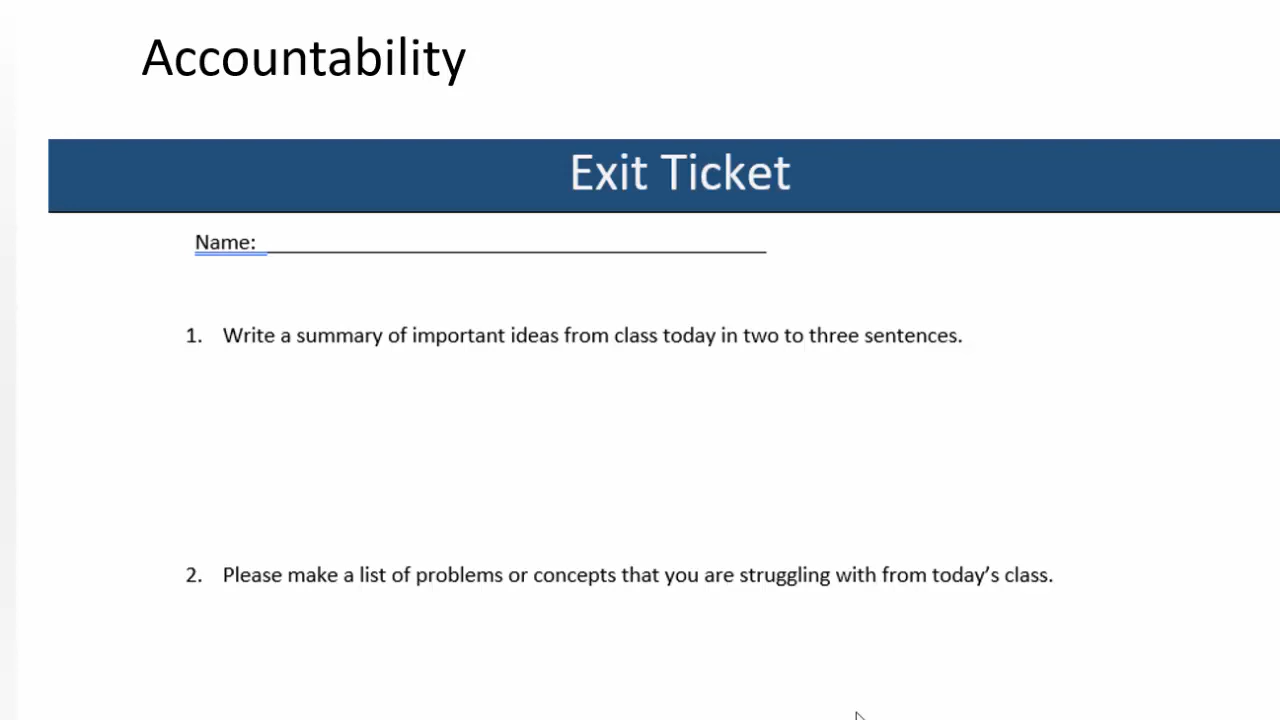 Accountability
Exit Ticket
Name: ______________________________
1. Write a summary of important ideas from class today in two to three sentences.
2. Please make a list of problems or concepts that you are struggling with from today’s class.